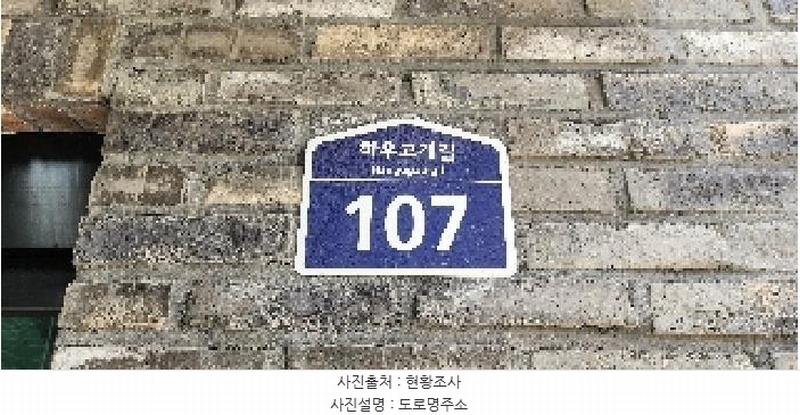 하우고개길
107
사진출처 : 현황조사
사진설명 : 도로명주소